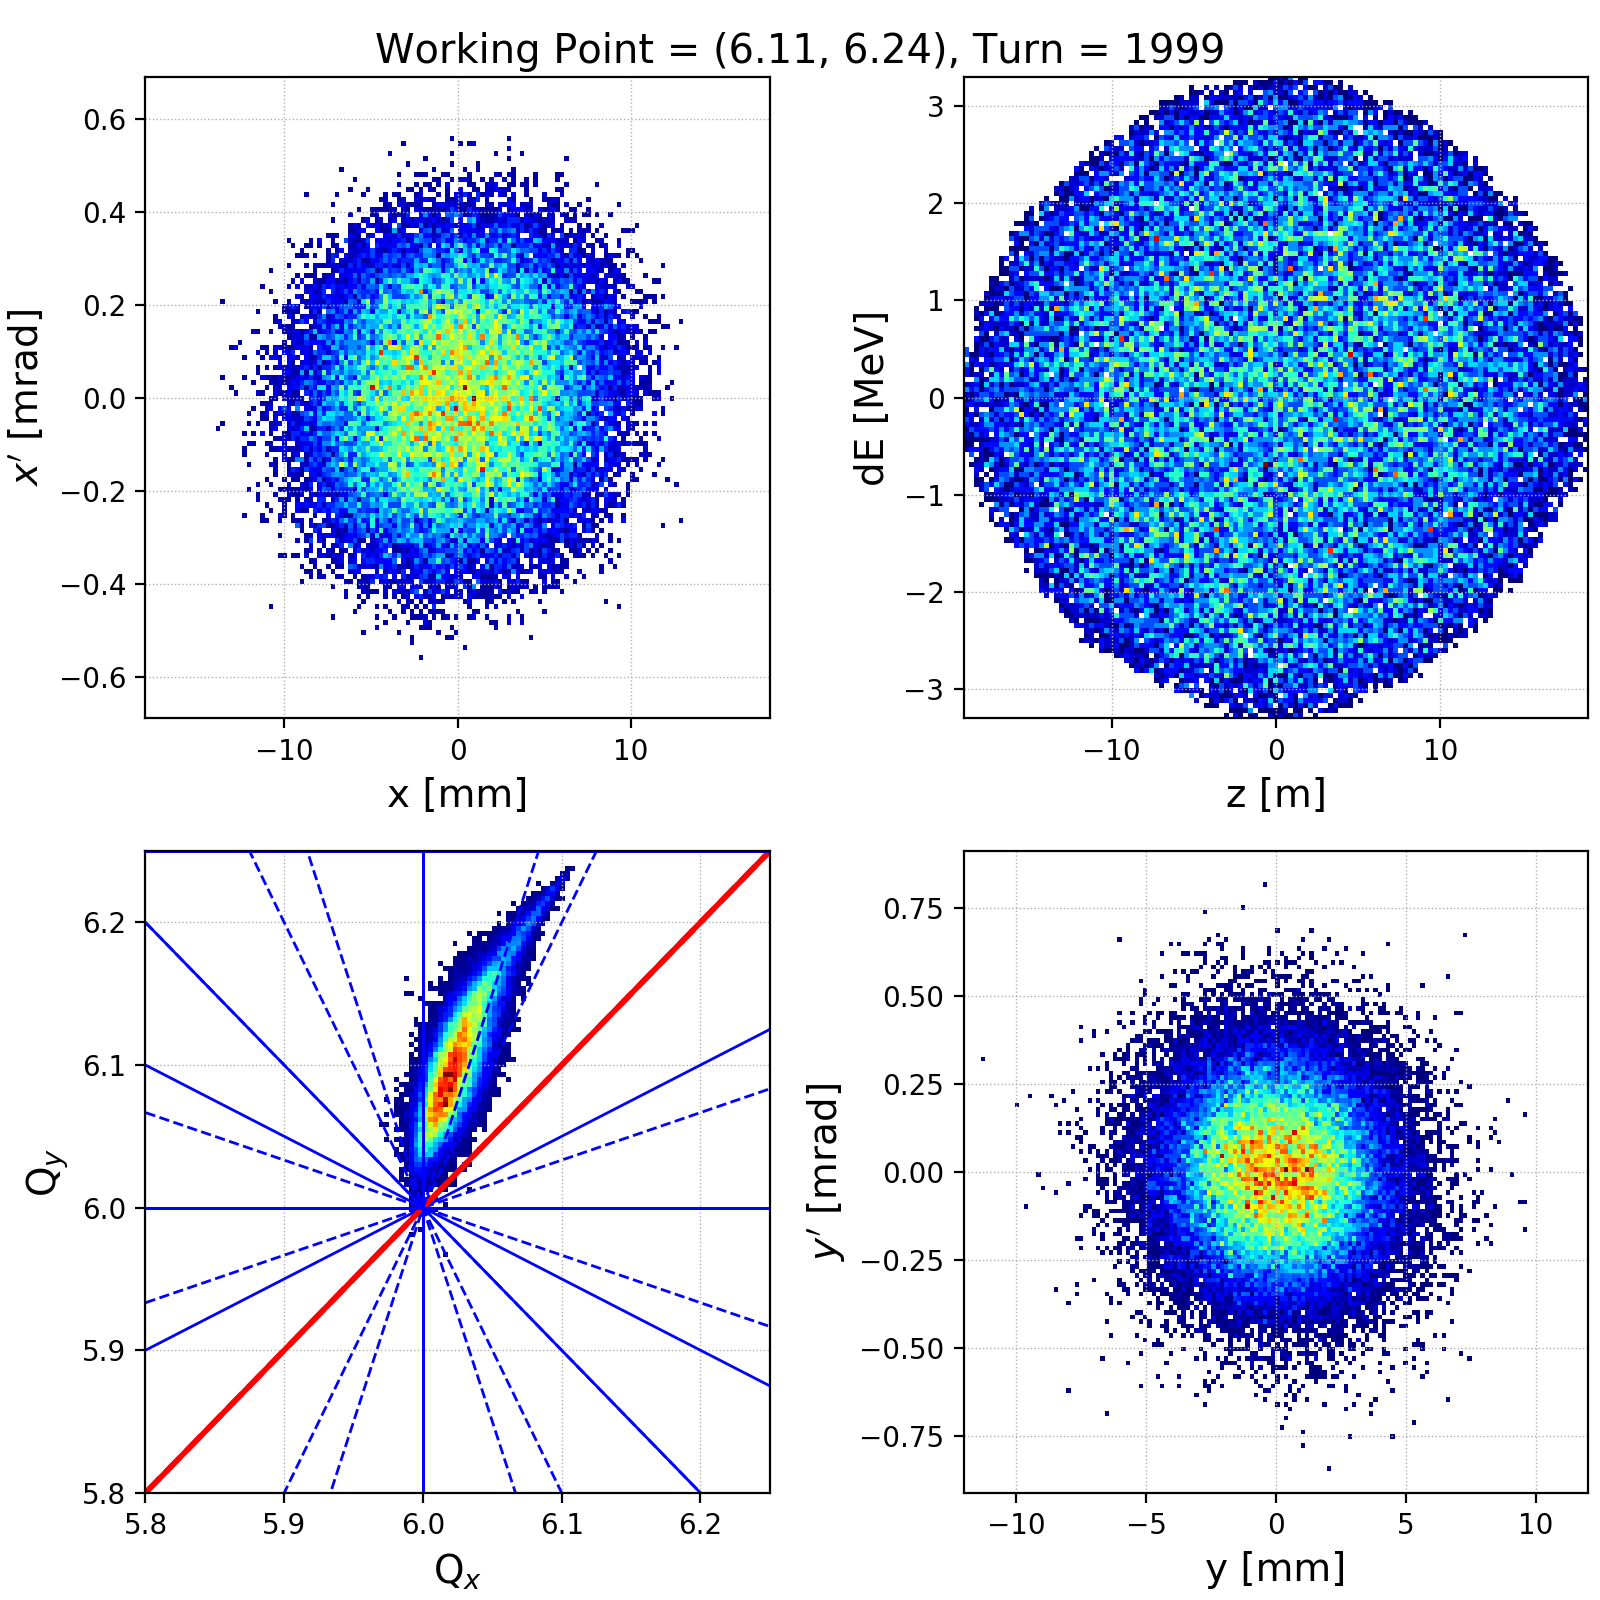 Working Point = (6.11, 6.24), Turn = 1999
0.6
0.4
0.2
0.0
−0.2
−0.4
−0.6
x′ [mrad]
−10 0 10
x [mm]
3
2
1
0
−1
−2
−3
dE [MeV]
−10 0 10
z [m]
6.2
6.1
6.0
5.9
5.8
Qy
5.8 5.9 6.0 6.1 6.2
Qx
0.75
0.50
0.25
0.00
−0.25
−0.50
−0.75
y′ [mrad]
−10 −5 0 5 10
y [mm]